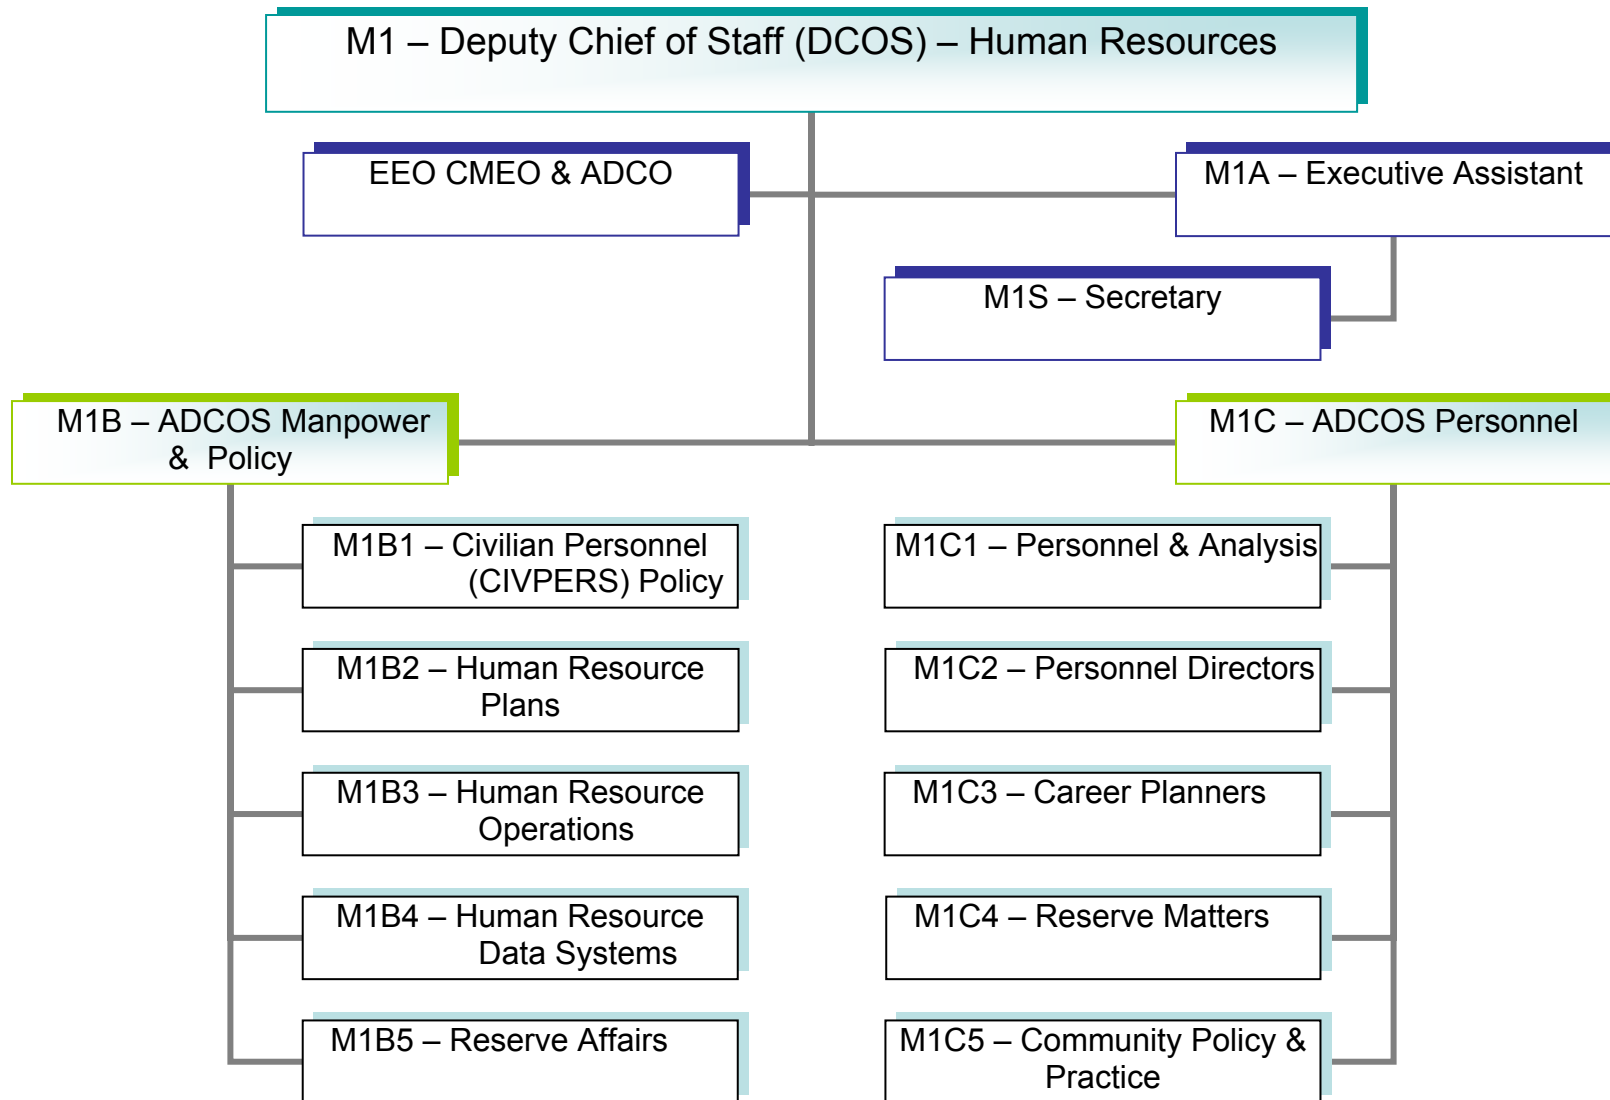 M1 – Deputy Chief of Staff (DCOS) – Human Resources
EEO CMEO & ADCO
M1A – Executive Assistant
M1S – Secretary
M1B – ADCOS Manpower
& Policy
M1C – ADCOS Personnel
M1B1 – Civilian Personnel
(CIVPERS) Policy
M1B2 – Human Resource
Plans
M1B3 – Human Resource
Operations
M1B4 – Human Resource
Data Systems
M1B5 – Reserve Affairs
M1C1 – Personnel & Analysis
M1C2 – Personnel Directors
M1C3 – Career Planners
M1C4 – Reserve Matters
M1C5 – Community Policy &
Practice